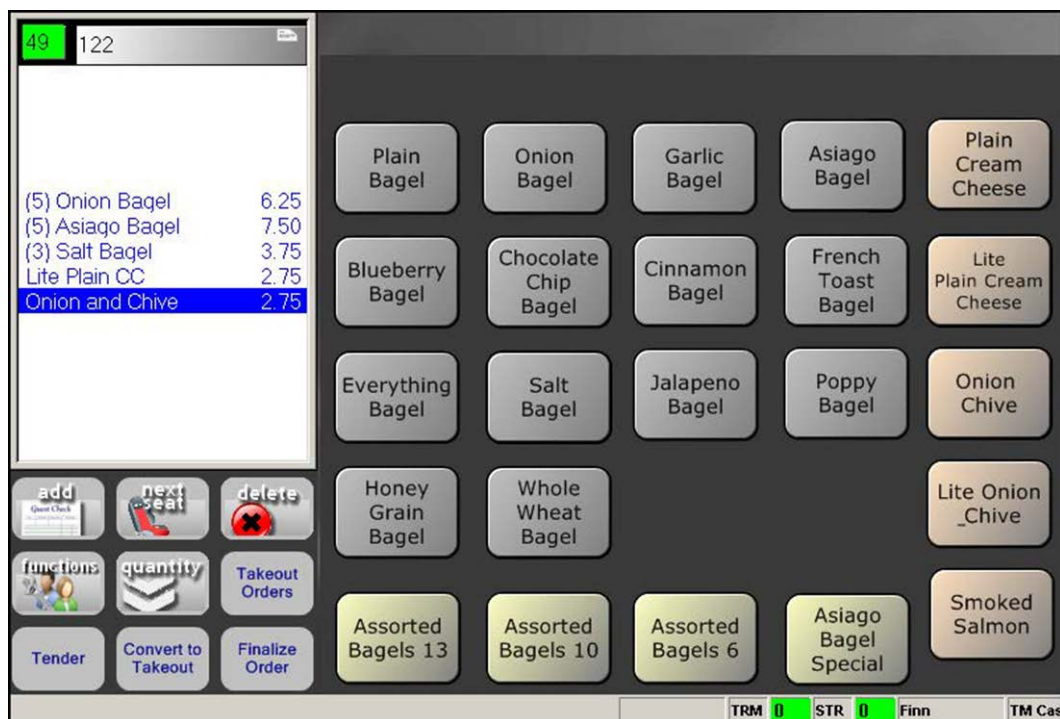 49 122
(5) Onion Bagel 6.25
(5) Asiago Bagel 7.50
(3) Salt Bagel 3.75
Lite Plain CC 2.75
Onion and Chive 2.75
add
Guest Check
next
seat
delete
functions
quantity
Takeout
Orders
Tender
Convert to
Takeout
Finalize
Order
Plain
Bagel
Onion
Bagel
Garlic
Bagel
Asiago
Bagel
Plain
Cream
Cheese
Blueberry
Bagel
Chocolate
Chip
Bagel
Cinnamon
Bagel
French
Toast
Bagel
Lite
Plain Cream
Cheese
Everything
Bagel
Salt
Bagel
Jalapeno
Bagel
Poppy
Bagel
Onion
Chive
Honey
Grain
Bagel
Whole
Wheat
Bagel
Lite Onion
_Chive
Assorted
Bagels 13
Assorted
Bagels 10
Assorted
Bagels 6
Asiago
Bagel
Special
Smoked
Salmon
TRM 0 STR 0 Finn TM Cas